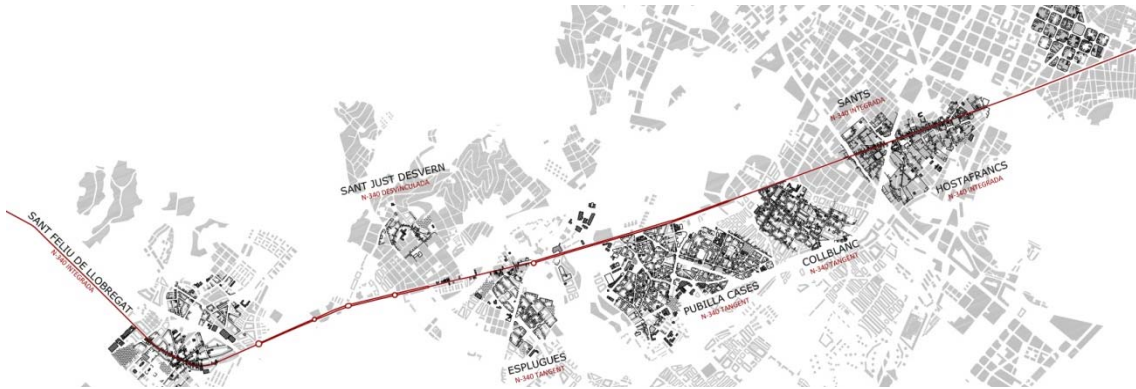 SANT FELIU DE LLOBREGAT
N-340 INTEGRADA
SANT JUST DESVERN
N-340 DESVINCULADA
ESPLUGUES
N-340 TANGENT
PUBILLA CASES
N-340 TANGENT
COLLBLANC
N-340 TANGENT
SANTS
N-340 INTEGRADA
HOSTAFRANCS
N-340 INTEGRADA